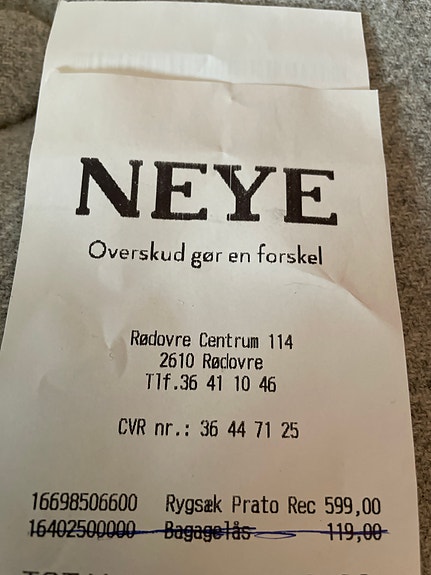 NEYE
Overskud gør en forskel
Rødovre Centrum 114
2610 Rødovre
Tlf.36 41 10 46
CVR nr.: 36 44 71 25
16698506600 Rygsæk Prato Rec 599,00
16402500000 Bagagelås 119,00